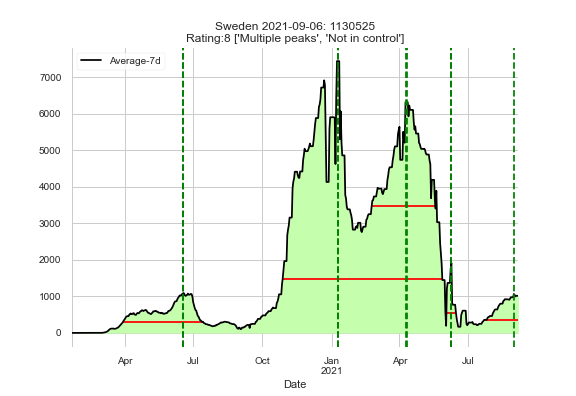 Sweden 2021-09-06: 1130525
Rating:8 ['Multiple peaks', 'Not in control']
Average-7d
7000
6000
5000
4000
3000
2000
1000
0
Apr Jul Oct Jan Apr Jul
2021
Date